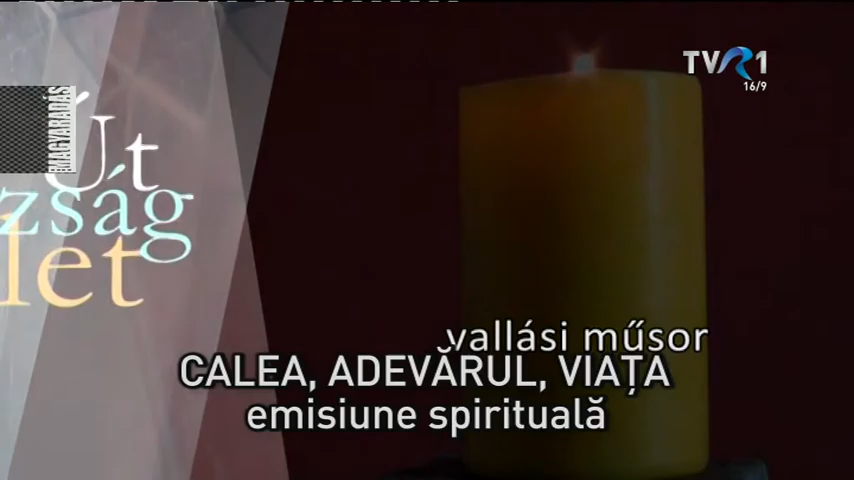 TVR1
16/9
MAGYARADÁS
Út
zság
let
vallási műsor
CALEA, ADEVĂRUL, VIAȚA
emisiune spirituală